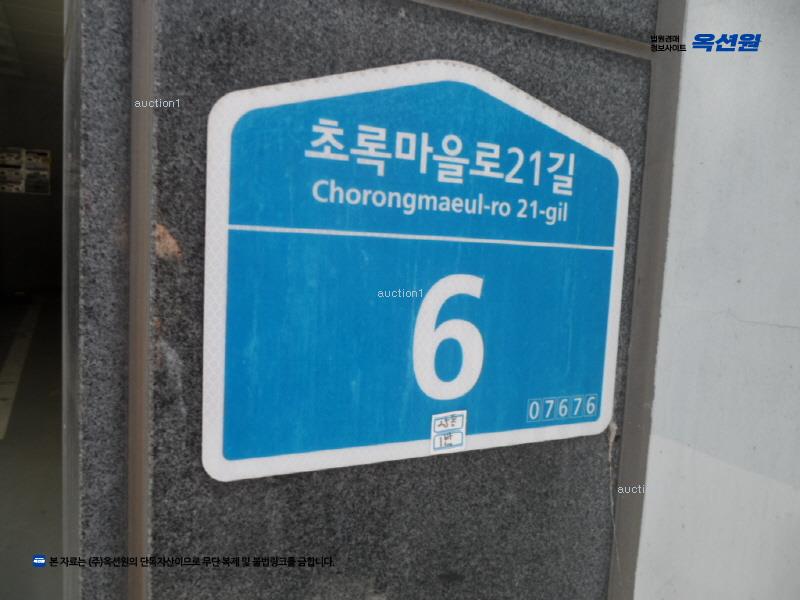 법원경매
정보사이트 옥션원
auction1
초록마을로21길
Chorongmaeul-ro 21-gil
auction1
6
07676
auction
본 자료는 (주)옥션원의 단독자산이므로 무단 복제 및 불법링크를 금합니다.